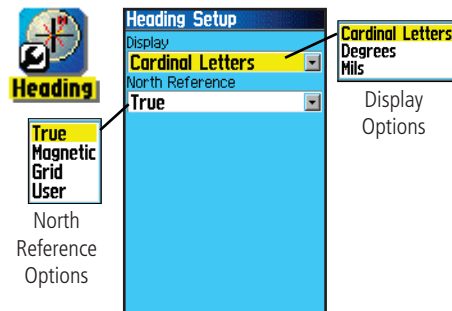 Heading
True
Magnetic
Grid
User
North
Reference
Options
Heading Setup
Display
Cardinal Letters
North Reference
True
Cardinal Letters
Degrees
Mils
Display
Options